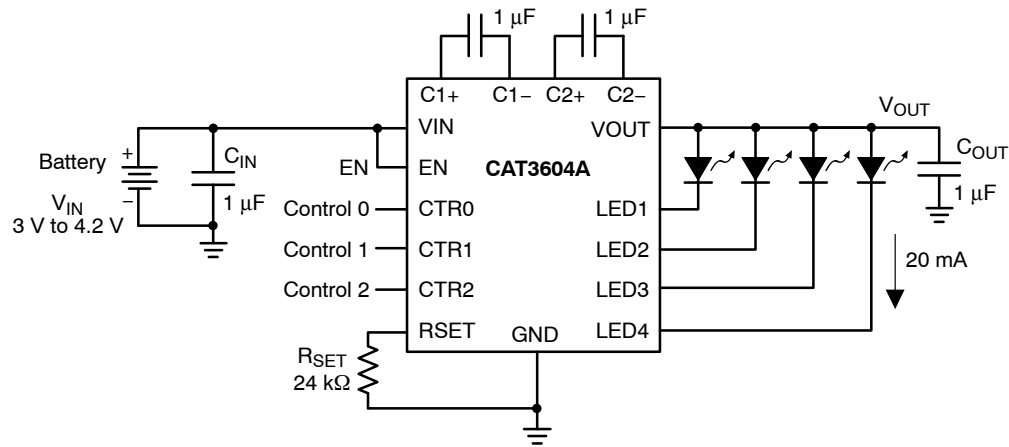 1 µF
1 µF
C1+
C1−
C2+
C2−
VIN
VOUT
VOUT
Battery
+
CIN
EN
EN
CAT3604A
COUT
VIN
−
1 µF
1 µF
3 V to 4.2 V
Control 0
CTR0
LED1
Control 1
CTR1
LED2
20 mA
Control 2
CTR2
LED3
RSET
GND
LED4
RSET
24 kΩ